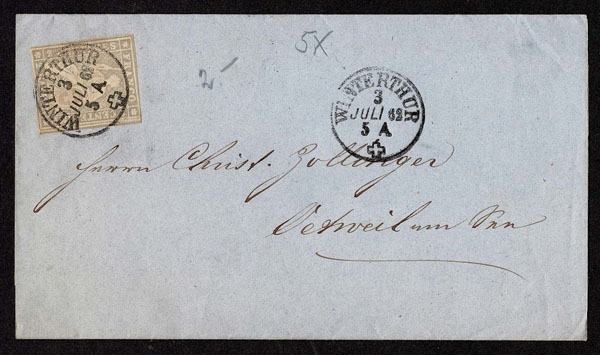 5X
2
WINTERTHUR
3
JULI 62
5 A
WINTERTHUR
3
JULI 62
5 A
Herrn Christ. Zollinger
Oetweil am See